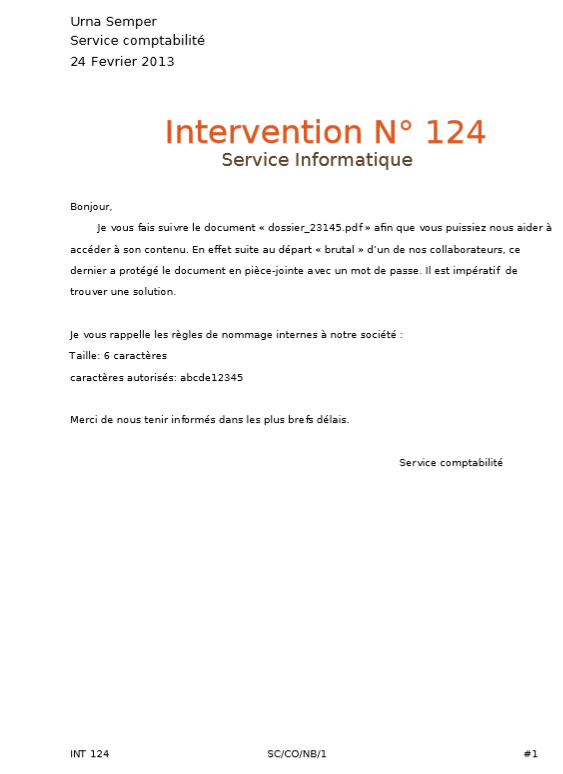 Urna Semper
Service comptabilité
24 Fevrier 2013
Intervention N° 124
Service Informatique
Bonjour,
Je vous fais suivre le document « dossier_23145.pdf » afin que vous puissiez nous aider à
accéder à son contenu. En effet suite au départ « brutal » d’un de nos collaborateurs, ce
dernier a protégé le document en pièce-jointe avec un mot de passe. Il est impératif de
trouver une solution.
Je vous rappelle les règles de nommage internes à notre société :
Taille: 6 caractères
caractères autorisés: abcde12345
Merci de nous tenir informés dans les plus brefs délais.
Service comptabilité
INT 124 SC/CO/NB/1 #1